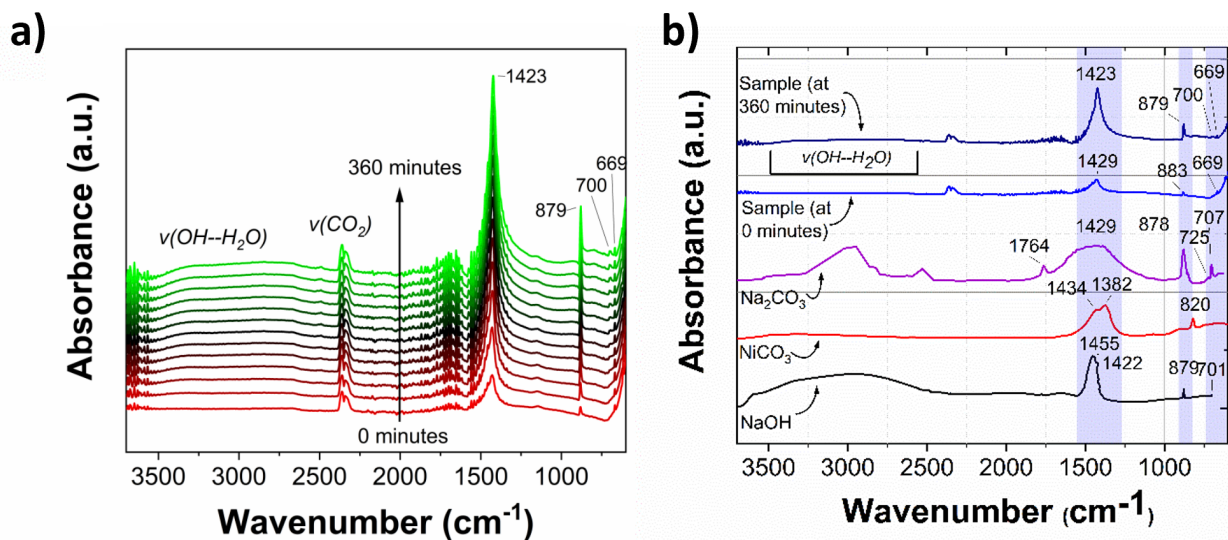 a)
Absorbance (a.u.)
1423
360 minutes
669
700
879
ν(CO₂)
ν(OH--H₂O)
0 minutes
3500 3000 2500 2000 1500 1000
Wavenumber (cm⁻¹)
b)
Absorbance (a.u.)
Sample (at
360 minutes)
1423
669
700
879
ν(OH--H₂O)
Sample (at
0 minutes)
1429
883
669
1429
878
707
725
1764
Na₂CO₃
1434
1382
820
NiCO₃
1455
1422
879
701
NaOH
3500 3000 2500 2000 1500 1000
Wavenumber (cm⁻¹)